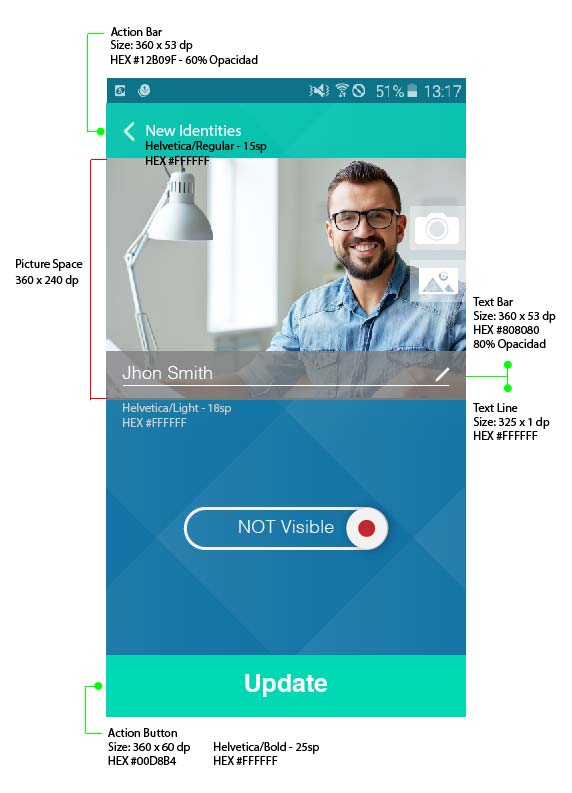 Action Bar
Size: 360 x 53 dp
HEX #12B09F - 60% Opacidad
51% 13:17
New Identities
Helvetica/Regular - 15sp
HEX #FFFFFF
Picture Space
360 x 240 dp
Text Bar
Size: 360 x 53 dp
HEX #808080
80% Opacidad
Jhon Smith
Helvetica/Light - 18sp
HEX #FFFFFF
Text Line
Size: 325 x 1 dp
HEX #FFFFFF
NOT Visible
Update
Action Button
Size: 360 x 60 dp Helvetica/Bold - 25sp
HEX #00D8B4 HEX #FFFFFF